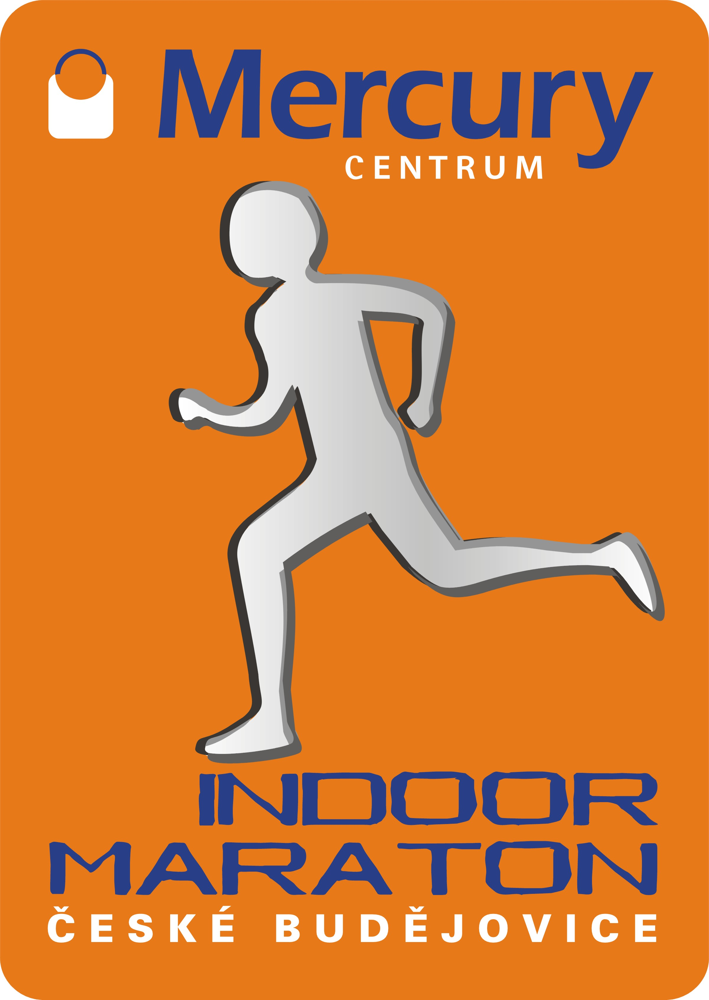 Mercury
CENTRUM
INDOOR
MARATON
ČESKÉ BUDĚJOVICE